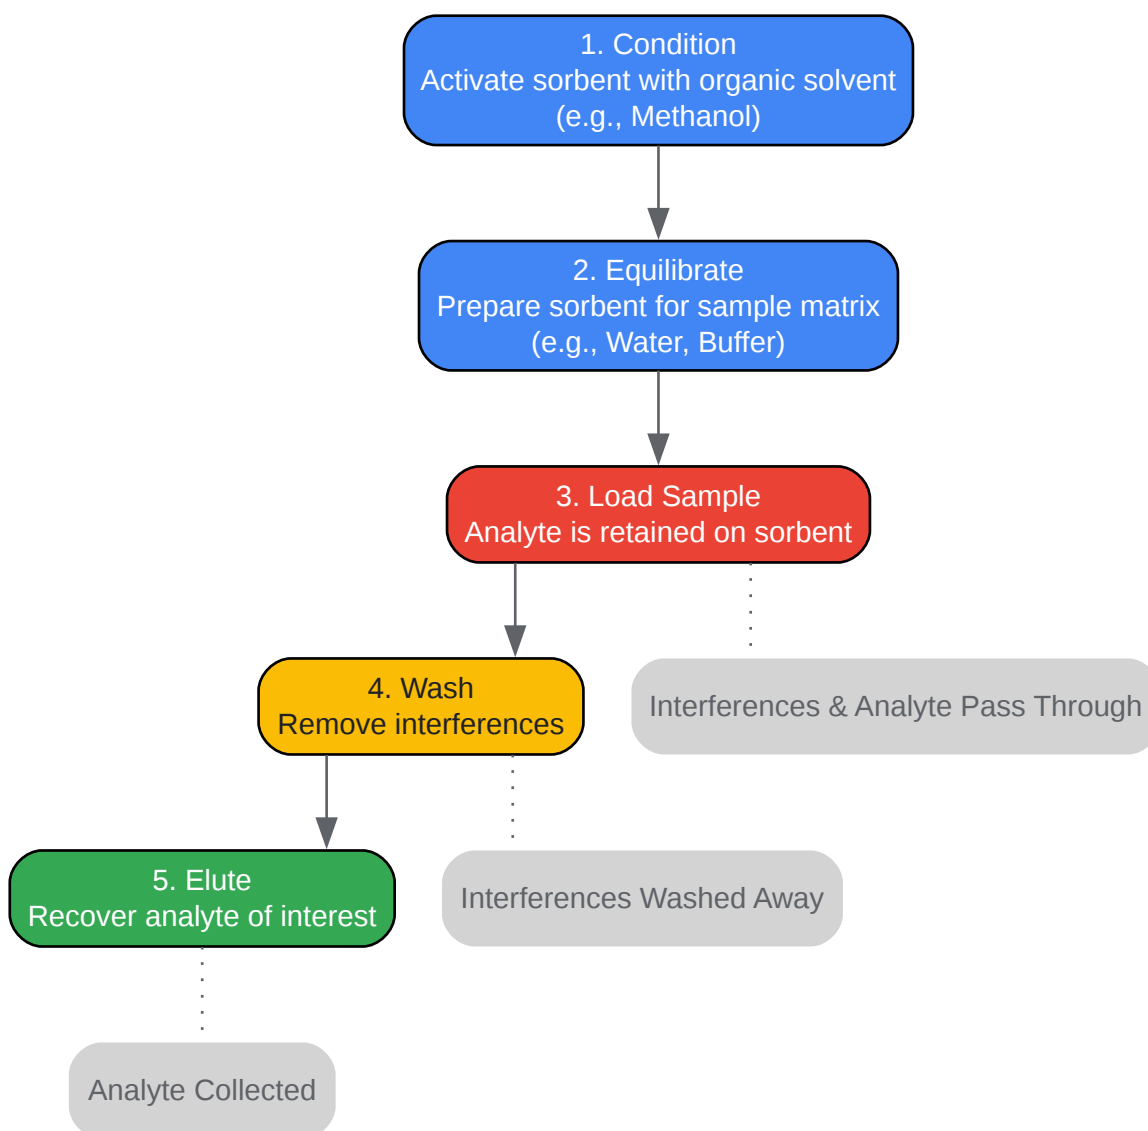 1. Condition
Activate sorbent with organic solvent
(e.g., Methanol)
2. Equilibrate
Prepare sorbent for sample matrix
(e.g., Water, Buffer)
3. Load Sample
Analyte is retained on sorbent
4. Wash
Remove interferences
Interferences & Analyte Pass Through
5. Elute
Recover analyte of interest
Interferences Washed Away
Analyte Collected